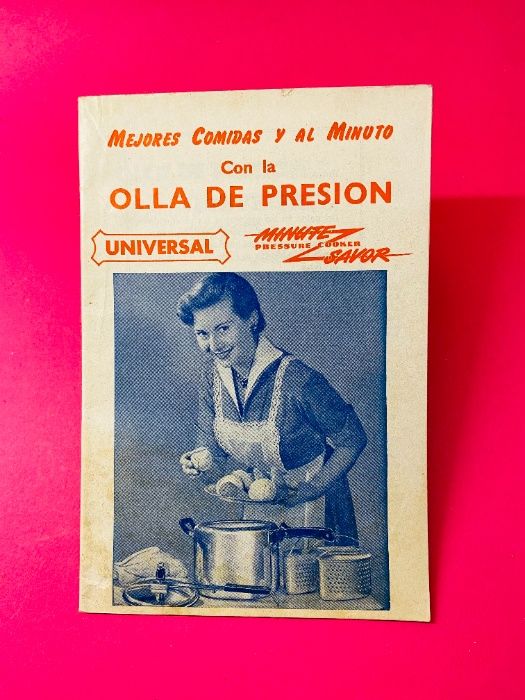 MEJORES COMIDAS Y AL MINUTO
Con la
OLLA DE PRESION
UNIVERSAL
MINUTE
PRESSURE COOKER
SAVOR